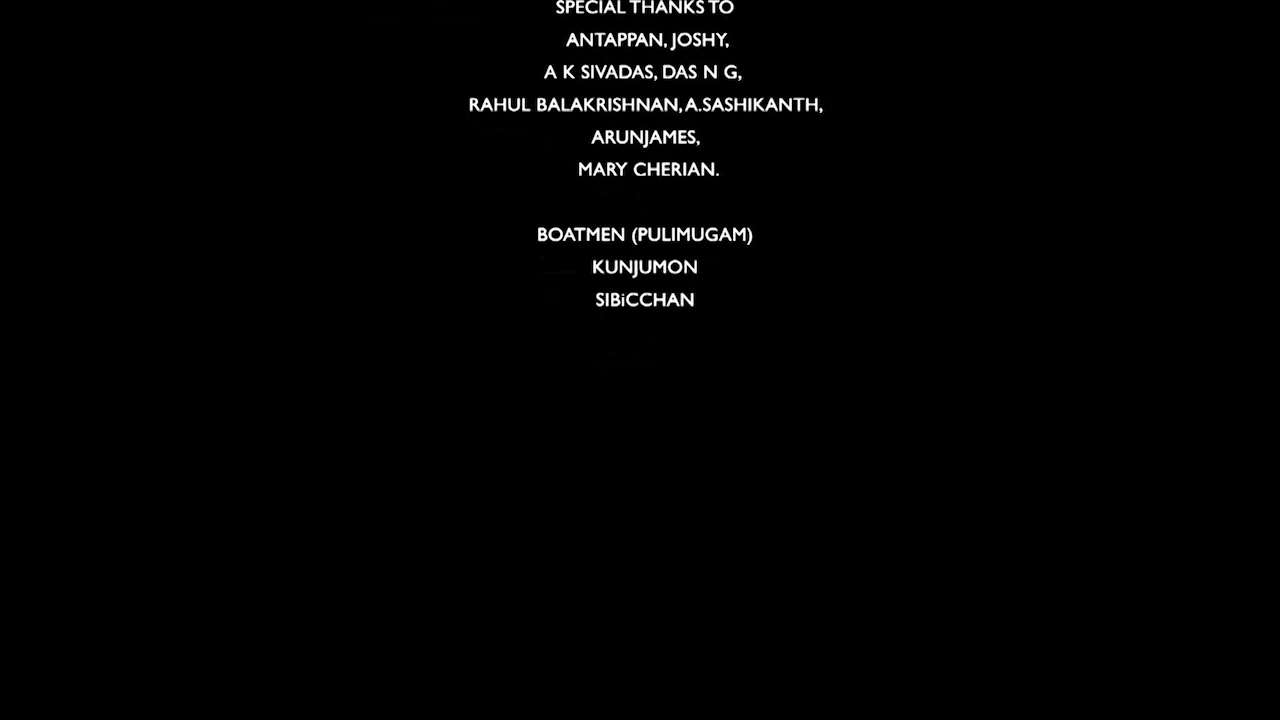 SPECIAL THANKS TO
ANTAPPAN, JOSHY,
A K SIVADAS, DAS N G,
RAHUL BALAKRISHNAN, A.SASHIKANTH,
ARUNJAMES,
MARY CHERIAN.
BOATMEN (PULIMUGAM)
KUNJUMON
SIBiCCHAN